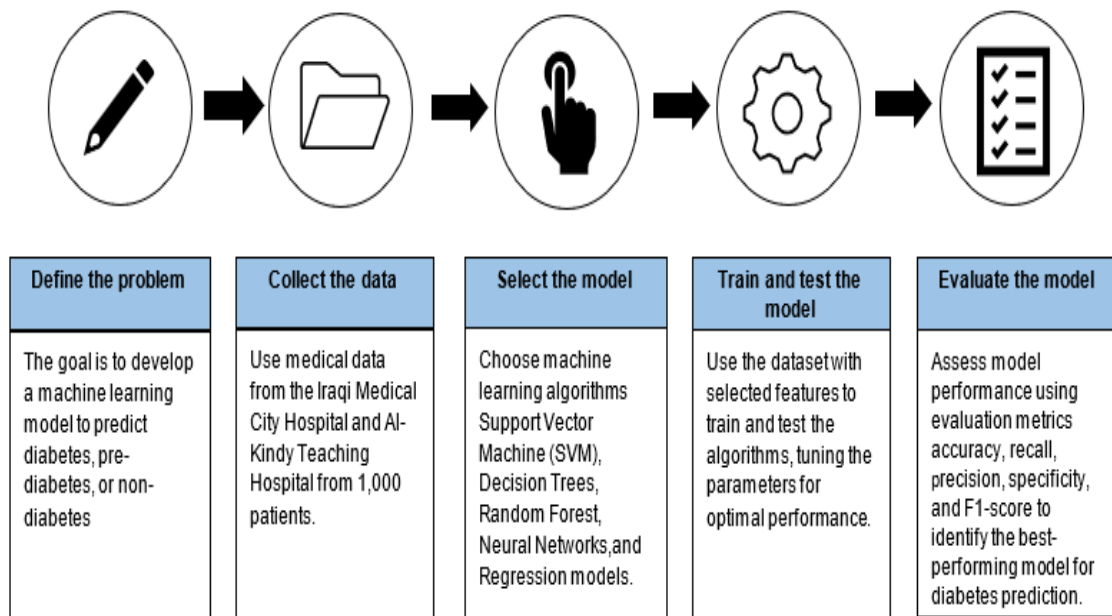 Define the problem
The goal is to develop
a machine learning
model to predict
diabetes, pre-
diabetes, or non-
diabetes
Collect the data
Use medical data
from the Iraqi Medical
City Hospital and Al-
Kindy Teaching
Hospital from 1,000
patients.
Select the model
Choose machine
learning algorithms
Support Vector
Machine (SVM),
Decision Trees,
Random Forest,
Neural Networks,and
Regression models.
Train and test the
model
Use the dataset with
selected features to
train and test the
algorithms, tuning the
parameters for
optimal performance.
Evaluate the model
Assess model
performance using
evaluation metrics
accuracy, recall,
precision, specificity,
and F1-score to
identify the best-
performing model for
diabetes prediction.